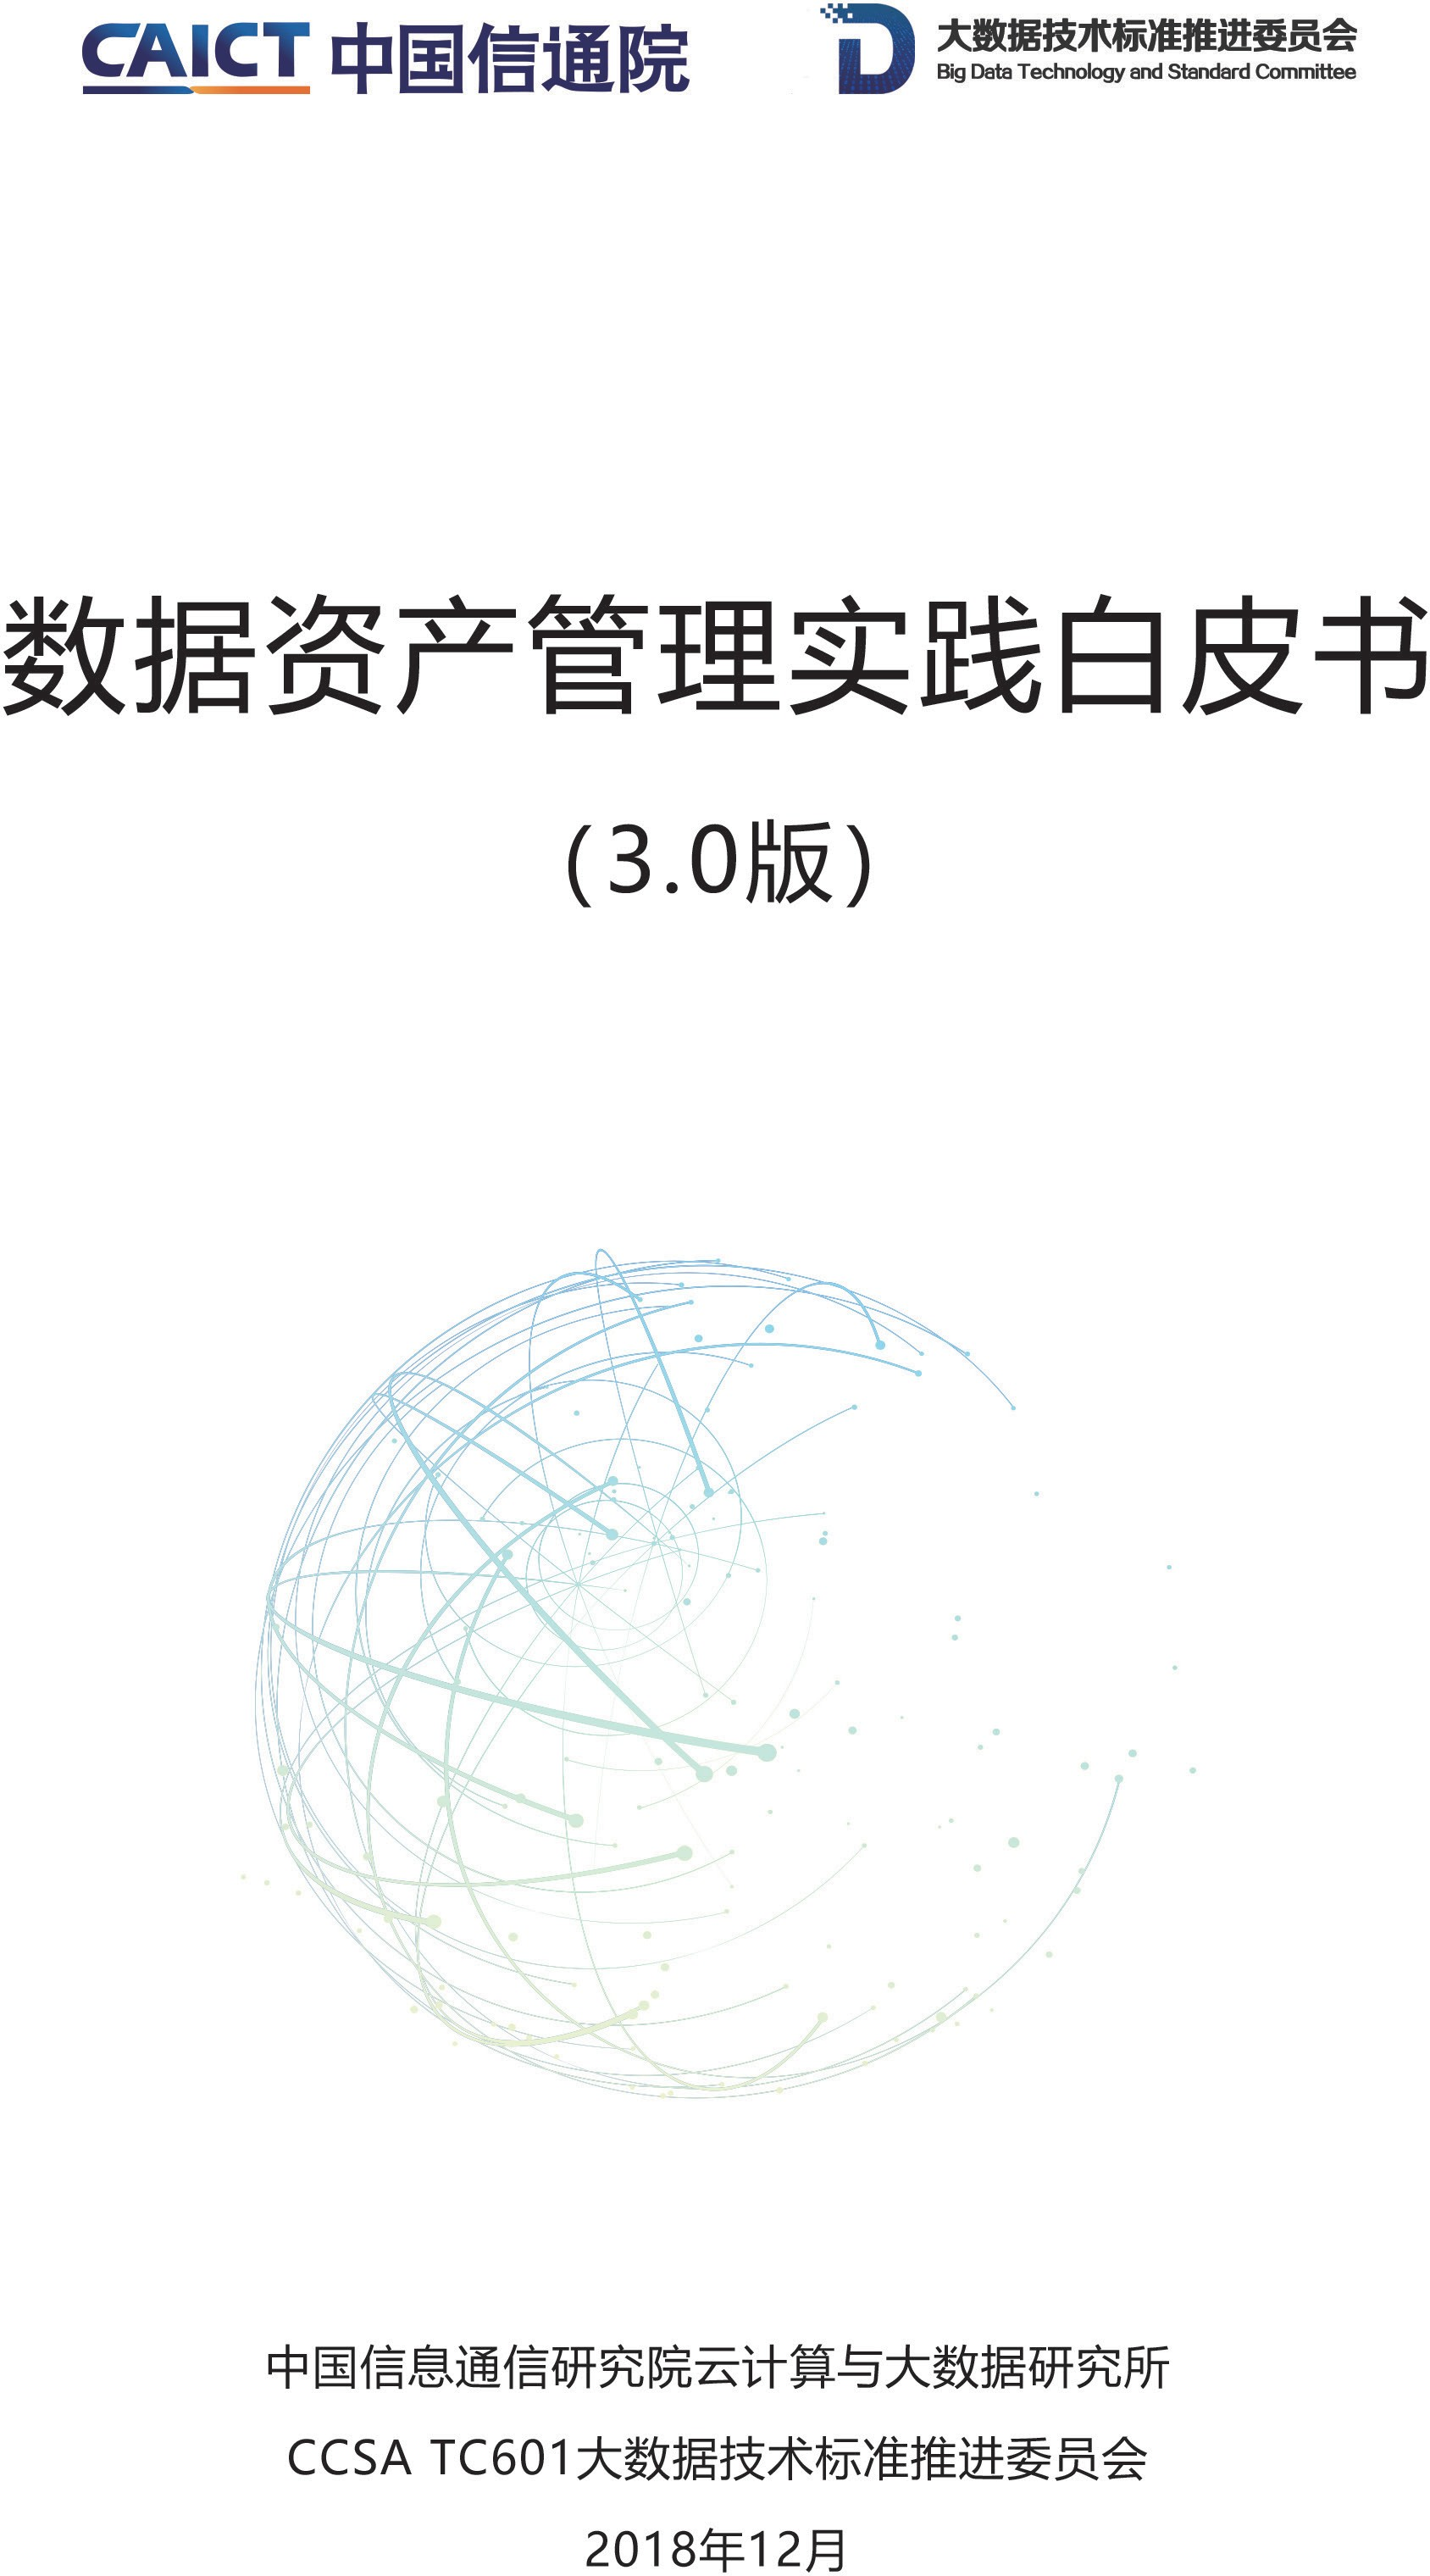 CAICT 中国信通院
大数据技术标准推进委员会
Big Data Technology and Standard Committee
数据资产管理实践白皮书
（3.0版）
中国信息通信研究院云计算与大数据研究所
CCSA TC601大数据技术标准推进委员会
2018年12月